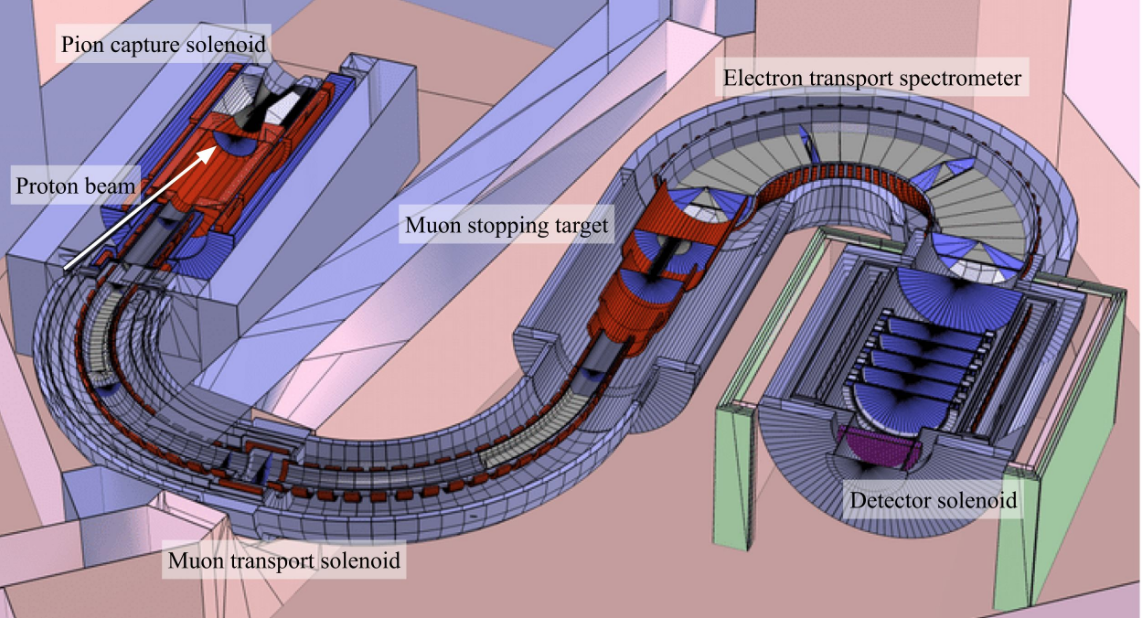 Pion capture solenoid
Electron transport spectrometer
Proton beam
Muon stopping target
Detector solenoid
Muon transport solenoid